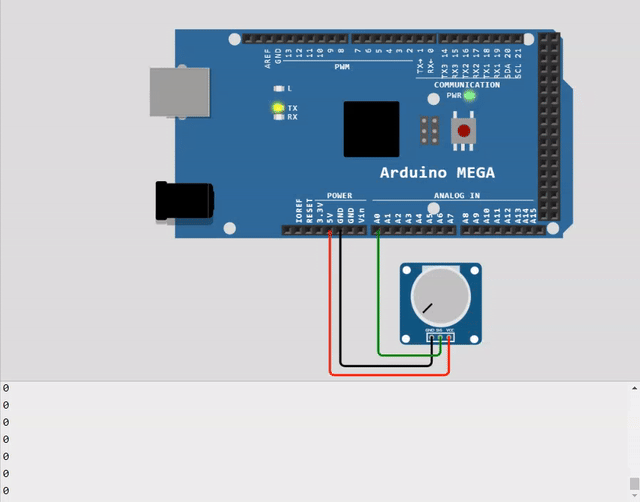 AREF
GND
13
12
11
10
9
8
7
6
5
4
3
2
TX→ 1
RX← 0
TX3 14
RX3 15
TX2 16
RX2 17
TX1 18
RX1 19
SDA 20
SCL 21
PWM
COMMUNICATION
L
PWR
TX
RX
Arduino MEGA
POWER
ANALOG IN
IOREF
RESET
3.3V
5V
GND
GND
Vin
A0
A1
A2
A3
A4
A5
A6
A7
A8
A9
A10
A11
A12
A13
A14
A15
GND SIG VCC
0
0
0
0
0
0
0